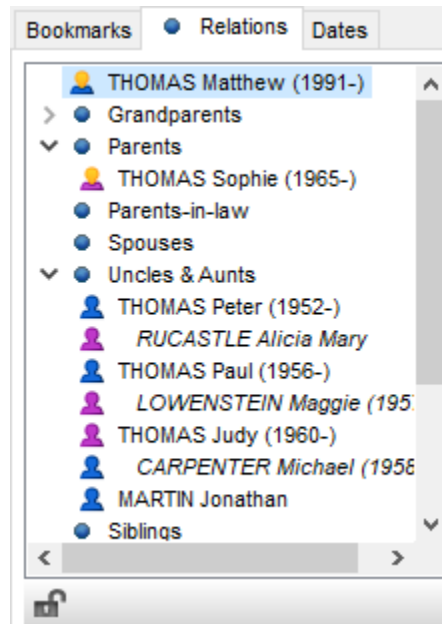 Bookmarks Relations Dates
THOMAS Matthew (1991-)
Grandparents
Parents
THOMAS Sophie (1965-)
Parents-in-law
Spouses
Uncles & Aunts
THOMAS Peter (1952-)
RUCASTLE Alicia Mary
THOMAS Paul (1956-)
LOWENSTEIN Maggie (195
THOMAS Judy (1960-)
CARPENTER Michael (1958
MARTIN Jonathan
Siblings